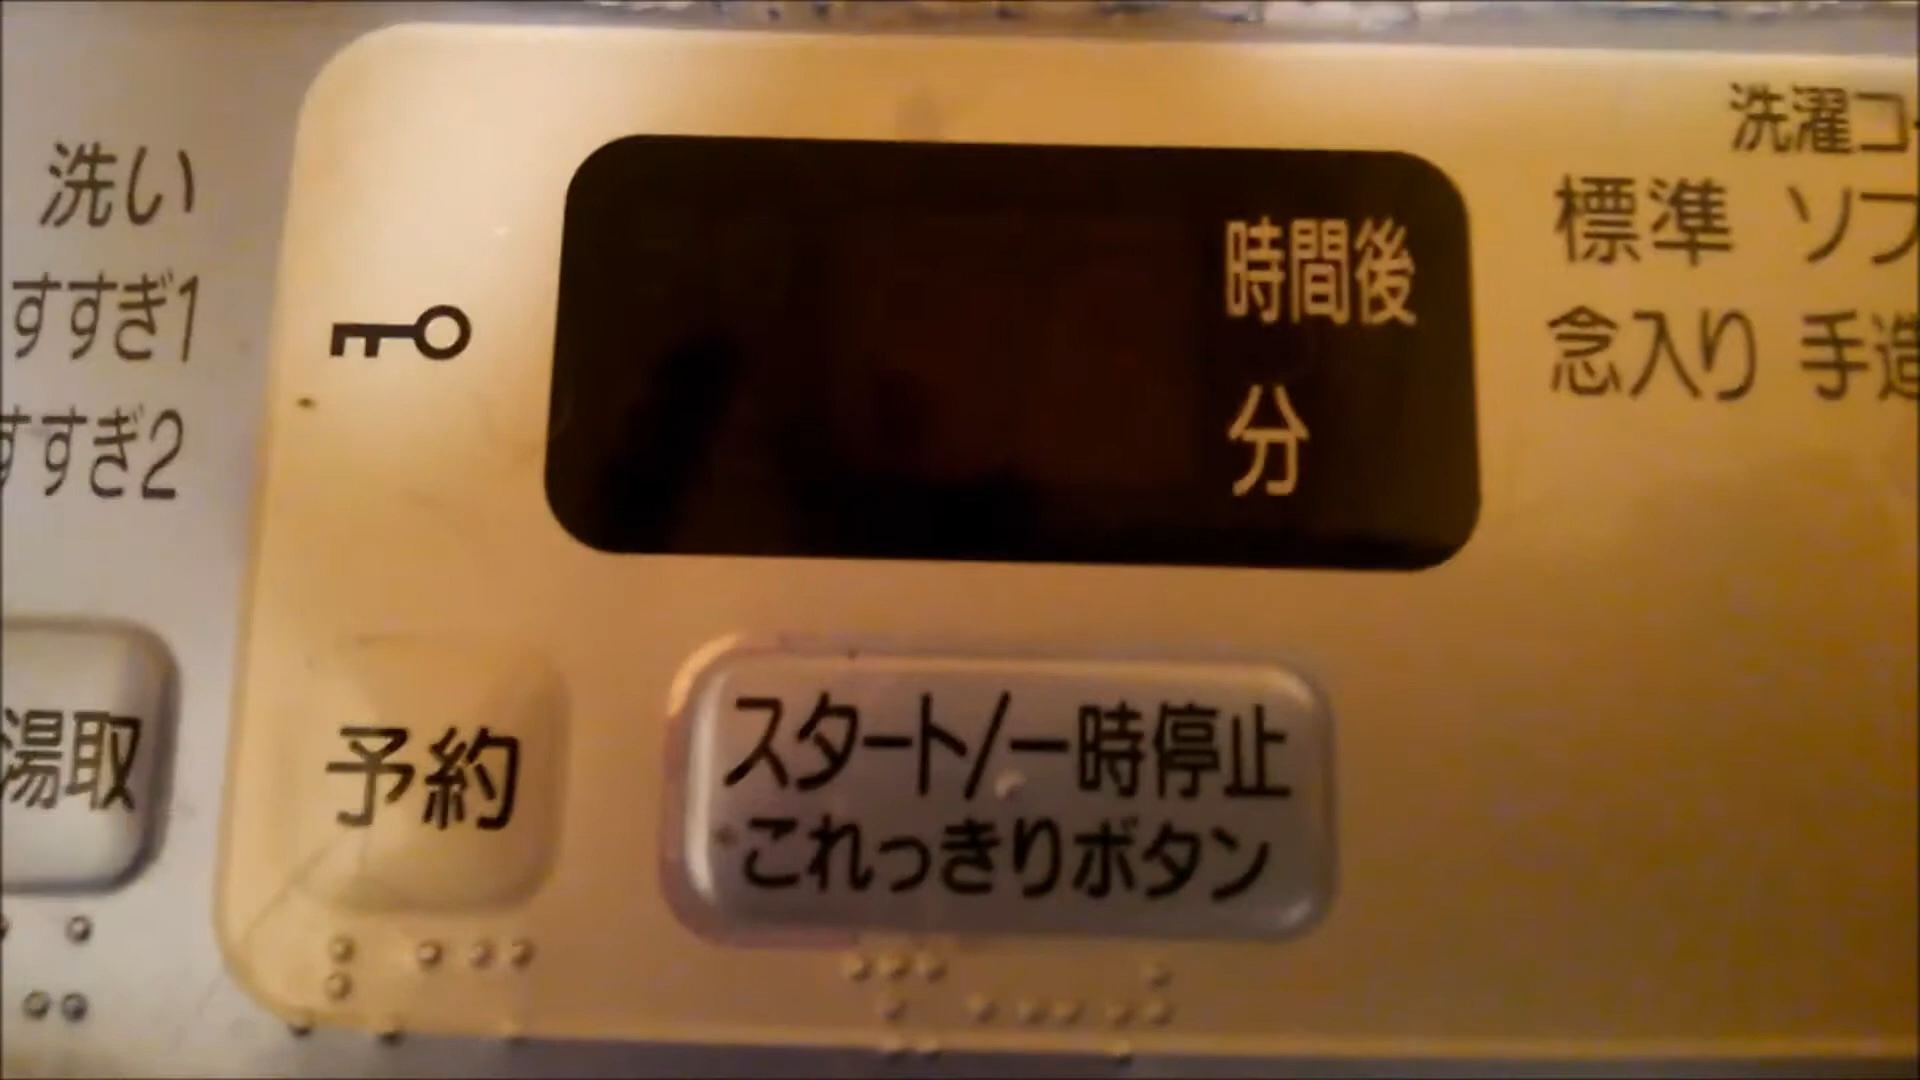 洗い
すすぎ1
すすぎ2
湯取
時間後
分
洗濯コ
標準 ソフ
念入り 手造
予約
スタート/一時停止
これっきりボタン